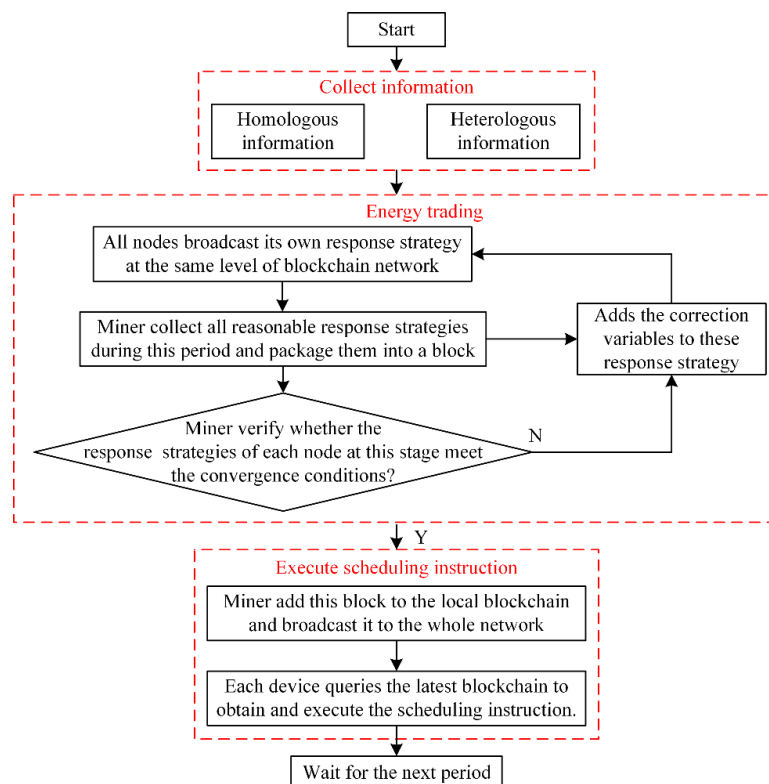 Start
Collect information
Homologous
information
Heterologous
information
Energy trading
All nodes broadcast its own response strategy
at the same level of blockchain network
Miner collect all reasonable response strategies
during this period and package them into a block
Adds the correction
variables to these
response strategy
Miner verify whether the
response strategies of each node at this stage meet
the convergence conditions?
N
Y
Execute scheduling instruction
Miner add this block to the local blockchain
and broadcast it to the whole network
Each device queries the latest blockchain to
obtain and execute the scheduling instruction.
Wait for the next period